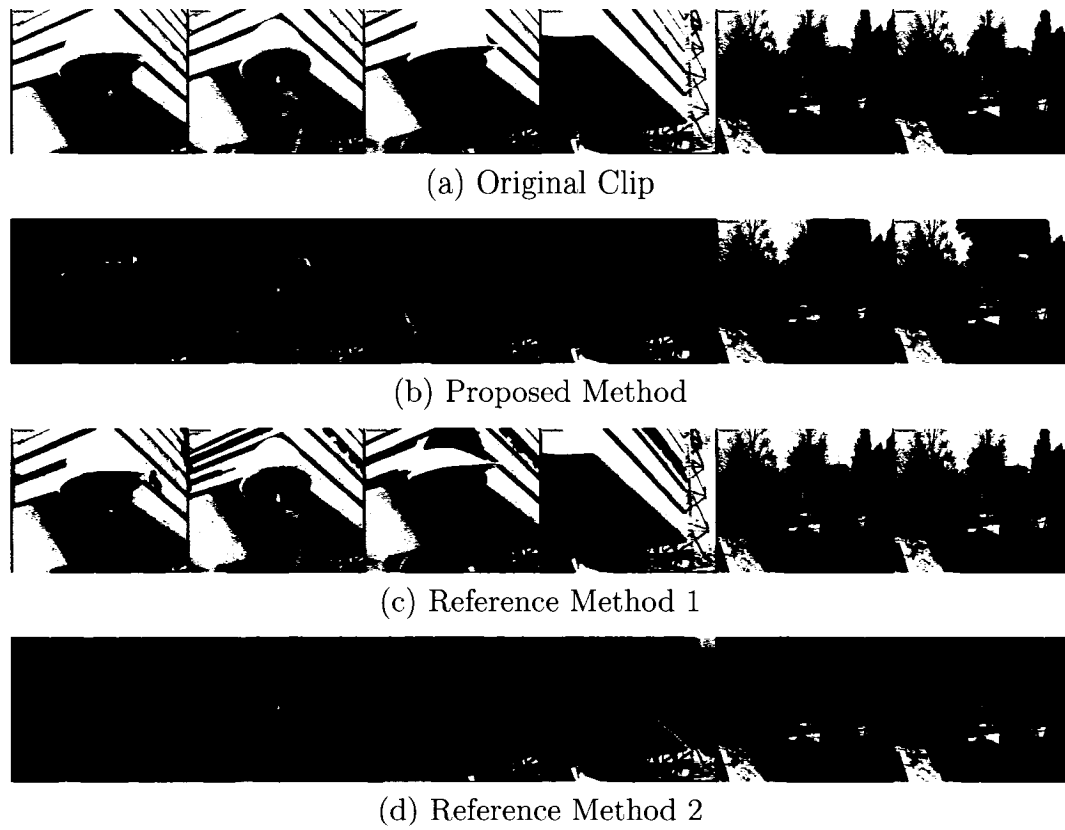 (a) Original Clip
(b) Proposed Method
(c) Reference Method 1
(d) Reference Method 2